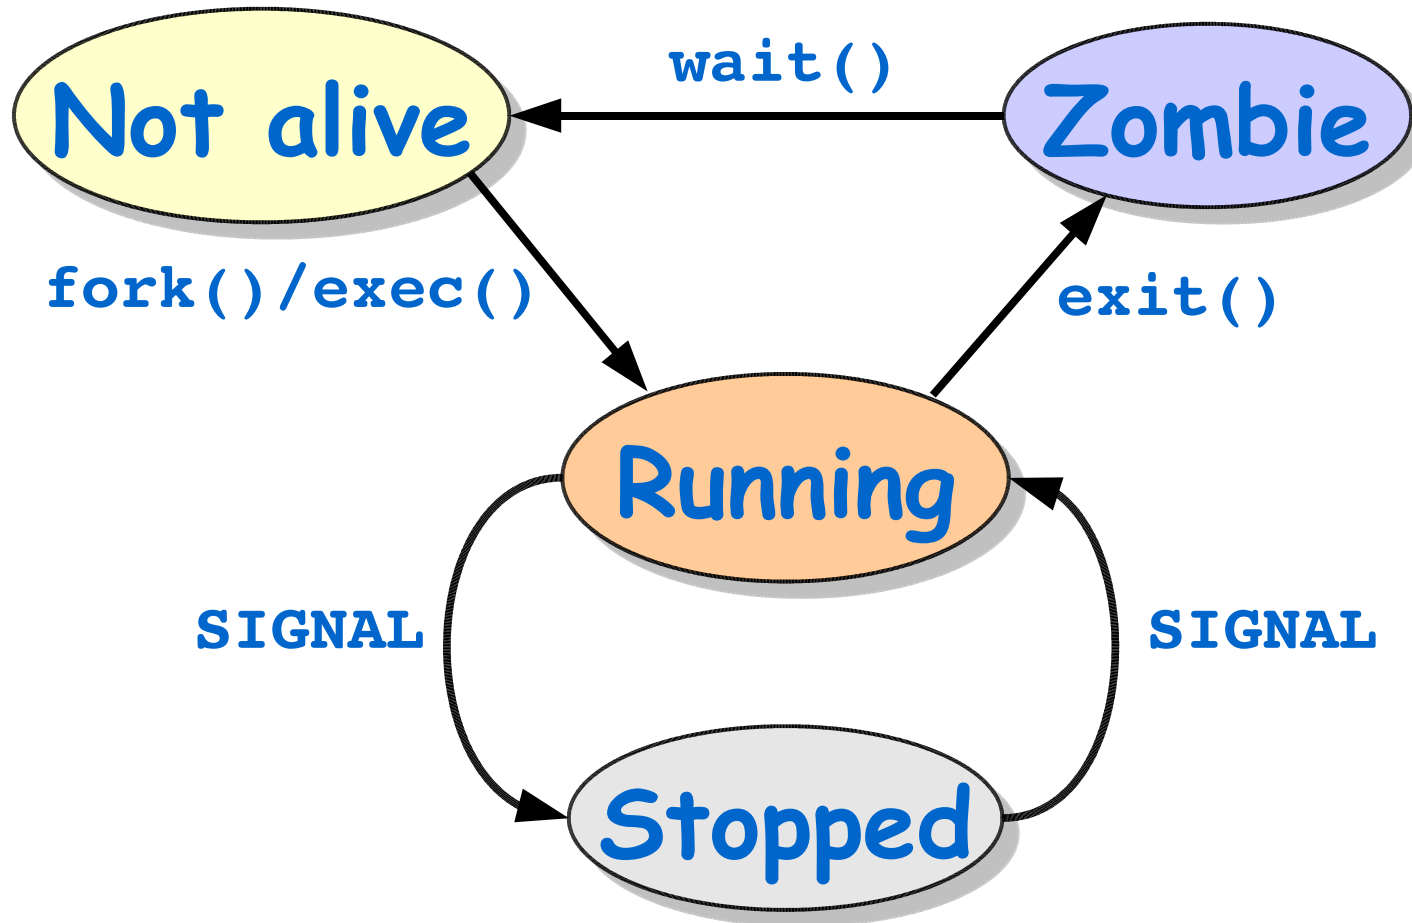 wait()
Not alive
Zombie
fork()/exec()
exit()
Running
SIGNAL
SIGNAL
Stopped